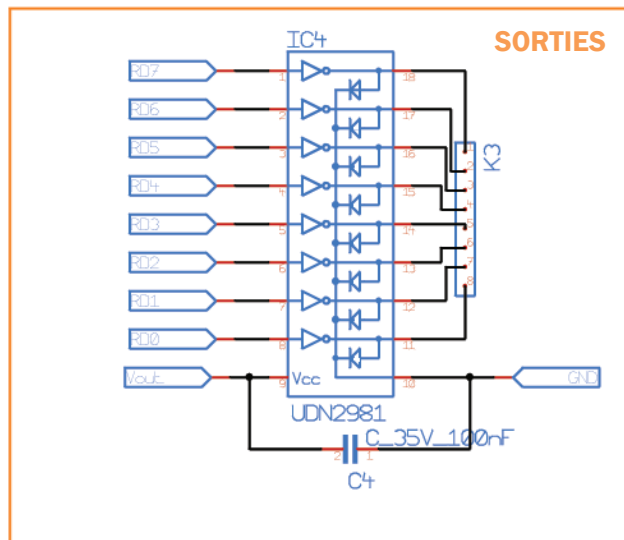 SORTIES
IC4
RD7 1 18
RD6 2 17
RD5 3 16
RD4 4 15
RD3 5 14
RD2 6 13
RD1 7 12
RD0 8 11
1
2
3
4
5
6
7
8
K3
Vout 9 Vcc 10 GND
UDN2981
C_35V_100nF
2 1
C4